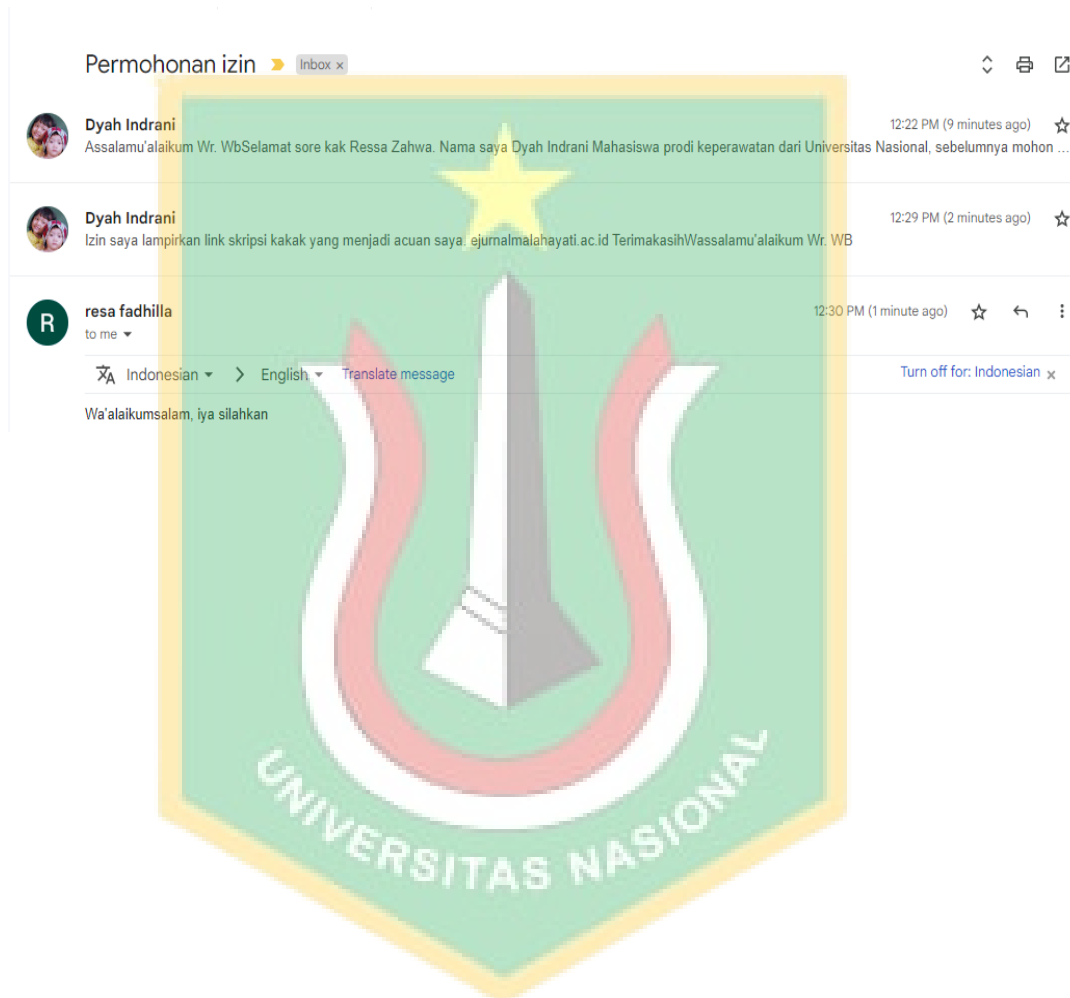 Permohonan izin Inbox x
Dyah Indrani 12:22 PM (9 minutes ago)
Assalamu'alaikum Wr. WbSelamat sore kak Ressa Zahwa. Nama saya Dyah Indrani Mahasiswa prodi keperawatan dari Universitas Nasional, sebelumnya mohon ...
Dyah Indrani 12:29 PM (2 minutes ago)
Izin saya lampirkan link skripsi kakak yang menjadi acuan saya. ejurnalmalahayati.ac.id TerimakasihWassalamu'alaikum Wr. WB
R
resa fadhilla 12:30 PM (1 minute ago)
to me
Indonesian > English Translate message Turn off for: Indonesian x
Wa'alaikumsalam, iya silahkan
UNIVERSITAS NASIONAL